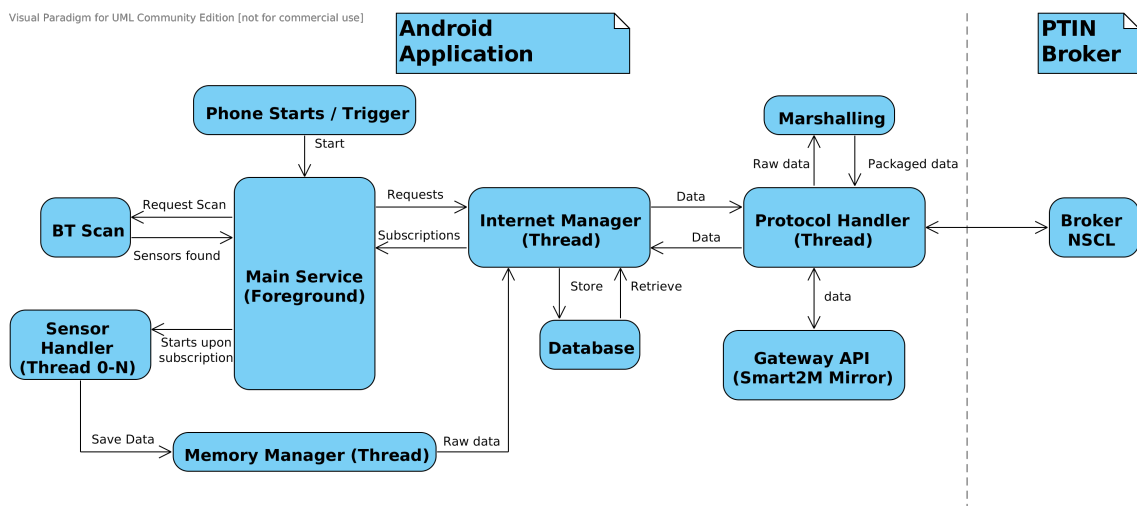 Visual Paradigm for UML Community Edition [not for commercial use]
Android
Application
PTIN
Broker
Phone Starts / Trigger
Start
Marshalling
Raw data
Packaged data
Request Scan
BT Scan
Sensors found
Main Service
(Foreground)
Requests
Subscriptions
Internet Manager
(Thread)
Data
Data
Protocol Handler
(Thread)
Broker
NSCL
Store
Retrieve
data
Sensor
Handler
(Thread 0-N)
Starts upon
subscription
Database
Gateway API
(Smart2M Mirror)
Save Data
Memory Manager (Thread)
Raw data